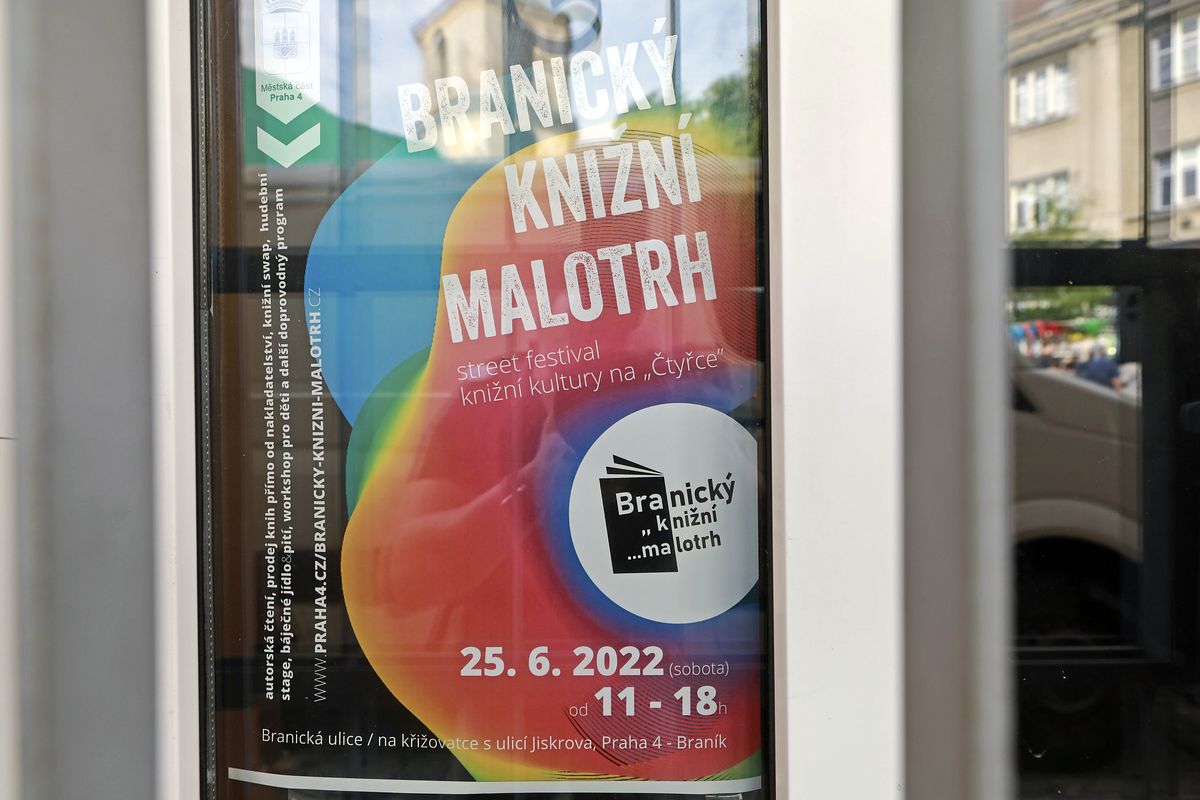 Městská část
Praha 4
BRANICKÝ
KNIŽNÍ
MALOTRH
street festival
knižní kultury na „Čtyřce"
autorská čtení, prodej knih přímo od nakladatelství, knižní swap, hudební
stage, báječné jídlo&pití, workshop pro děti a další doprovodný program
www.PRAHA4.CZ/BRANICKY-KNIZNI-MALOTRH.CZ
Branický
„knižní
...malotrh
25. 6. 2022 (sobota)
od 11 - 18h
Branická ulice / na křižovatce s ulicí Jiskrova, Praha 4 - Braník